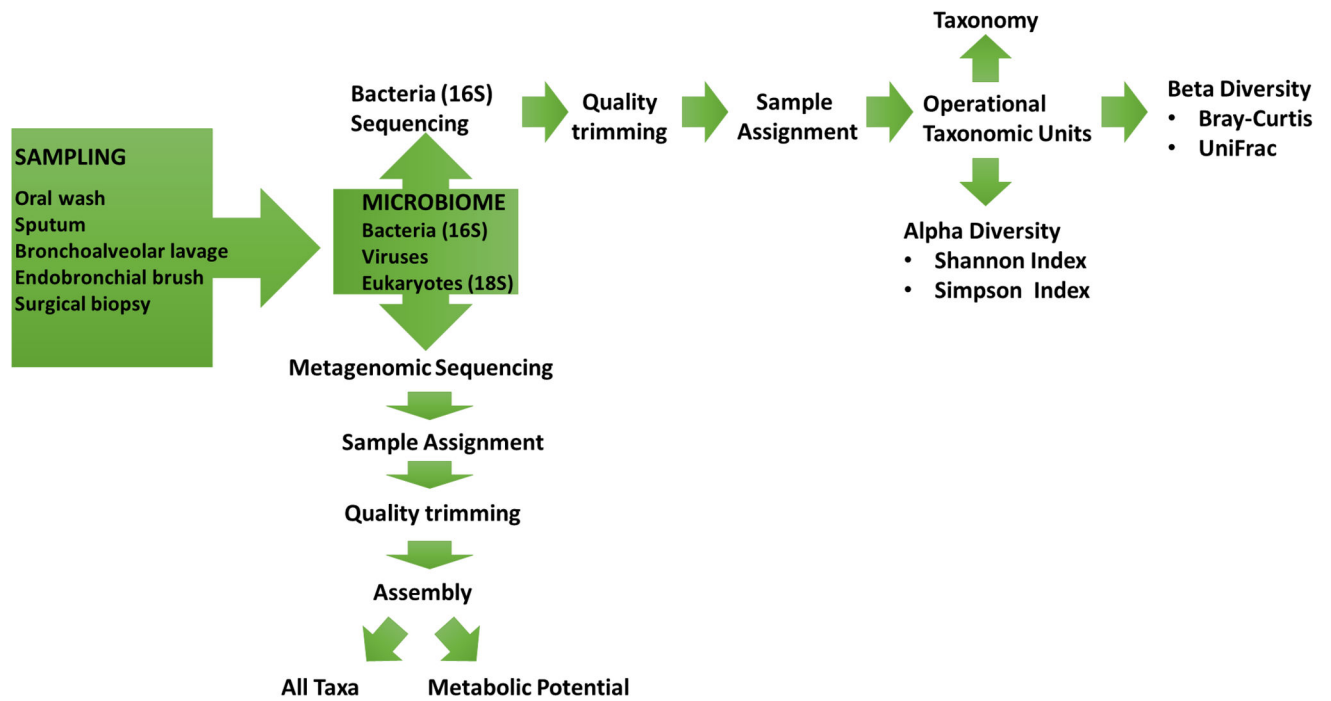 SAMPLING
Oral wash
Sputum
Bronchoalveolar lavage
Endobronchial brush
Surgical biopsy
MICROBIOME
Bacteria (16S)
Viruses
Eukaryotes (18S)
Bacteria (16S)
Sequencing
Quality
trimming
Sample
Assignment
Operational
Taxonomic Units
Taxonomy
Beta Diversity
• Bray-Curtis
• UniFrac
Alpha Diversity
• Shannon Index
• Simpson Index
Metagenomic Sequencing
Sample Assignment
Quality trimming
Assembly
All Taxa
Metabolic Potential